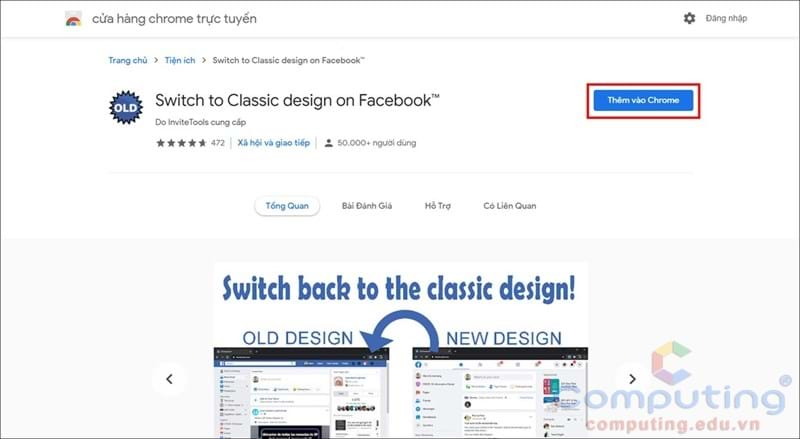 cửa hàng chrome trực tuyến
Đăng nhập
Trang chủ > Tiện ích > Switch to Classic design on Facebook™
OLD
Switch to Classic design on Facebook™
Thêm vào Chrome
Do InviteTools cung cấp
472 | Xã hội và giao tiếp | 50.000+ người dùng
Tổng Quan Bài Đánh Giá Hỗ Trợ Có Liên Quan
Switch back to the classic design!
OLD DESIGN NEW DESIGN
Computing®
computing.edu.vn